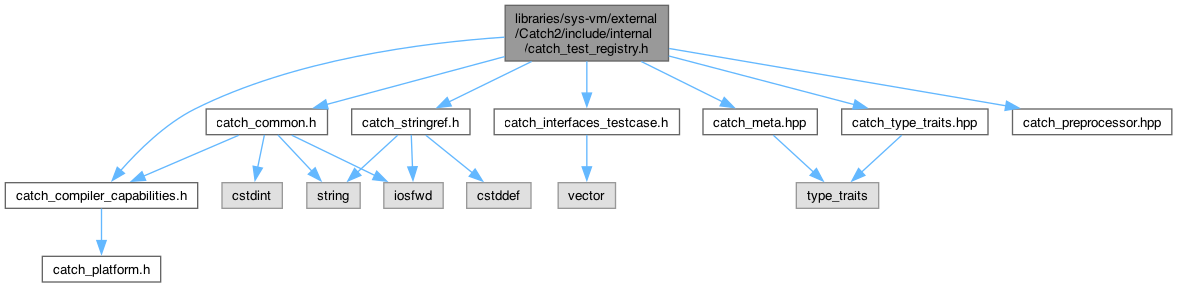 libraries/sys-vm/external
/Catch2/include/internal
/catch_test_registry.h
catch_common.h
catch_stringref.h
catch_interfaces_testcase.h
catch_meta.hpp
catch_type_traits.hpp
catch_preprocessor.hpp
catch_compiler_capabilities.h
cstdint
string
iosfwd
cstddef
vector
type_traits
catch_platform.h